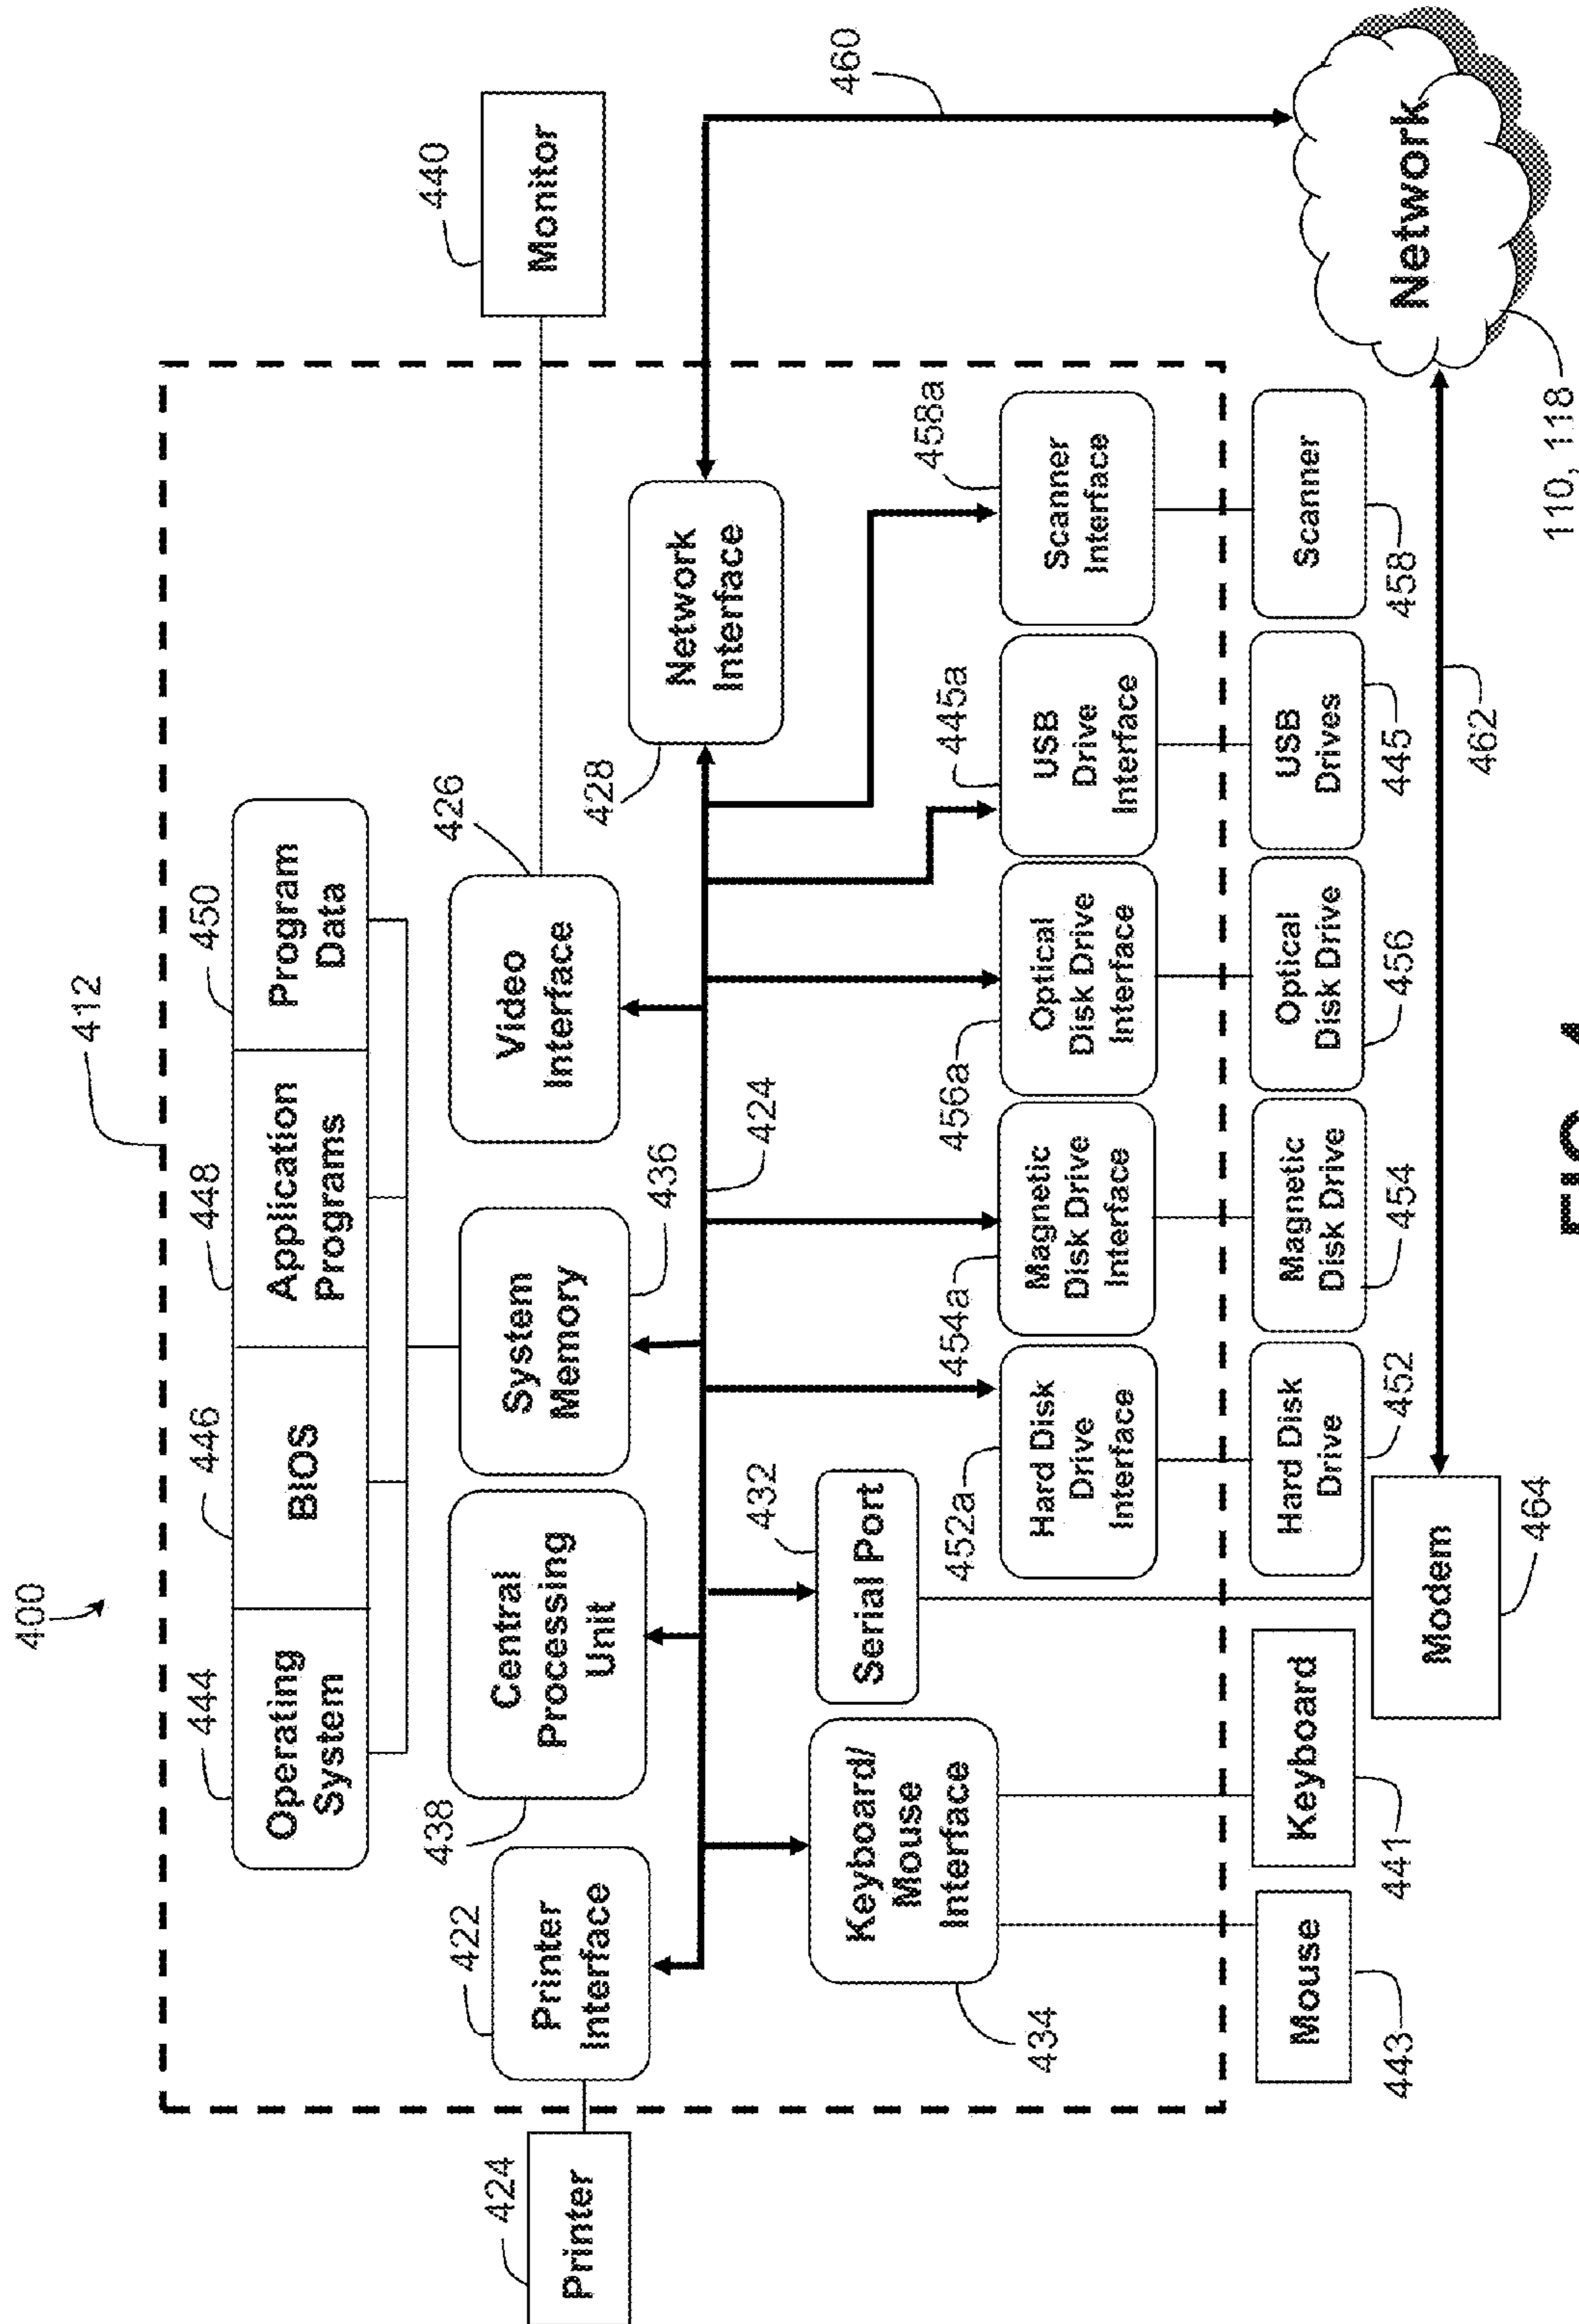 400
412
444
446
448
450
Operating
System
BIOS
Application
Programs
Program
Data
440
Monitor
424
Printer
422
Printer
Interface
438
Central
Processing
Unit
System
Memory
436
426
Video
Interface
428
Network
Interface
424
460
432
Serial Port
434
Keyboard/
Mouse
Interface
452a
Hard Disk
Drive
Interface
454a
Magnetic
Disk Drive
Interface
456a
Optical
Disk Drive
Interface
445a
USB
Drive
Interface
458a
Scanner
Interface
443
Mouse
441
Keyboard
Hard Disk
Drive
452
Magnetic
Disk Drive
454
Optical
Disk Drive
456
USB
Drives
445
Scanner
458
Modem
464
462
Network
110, 118